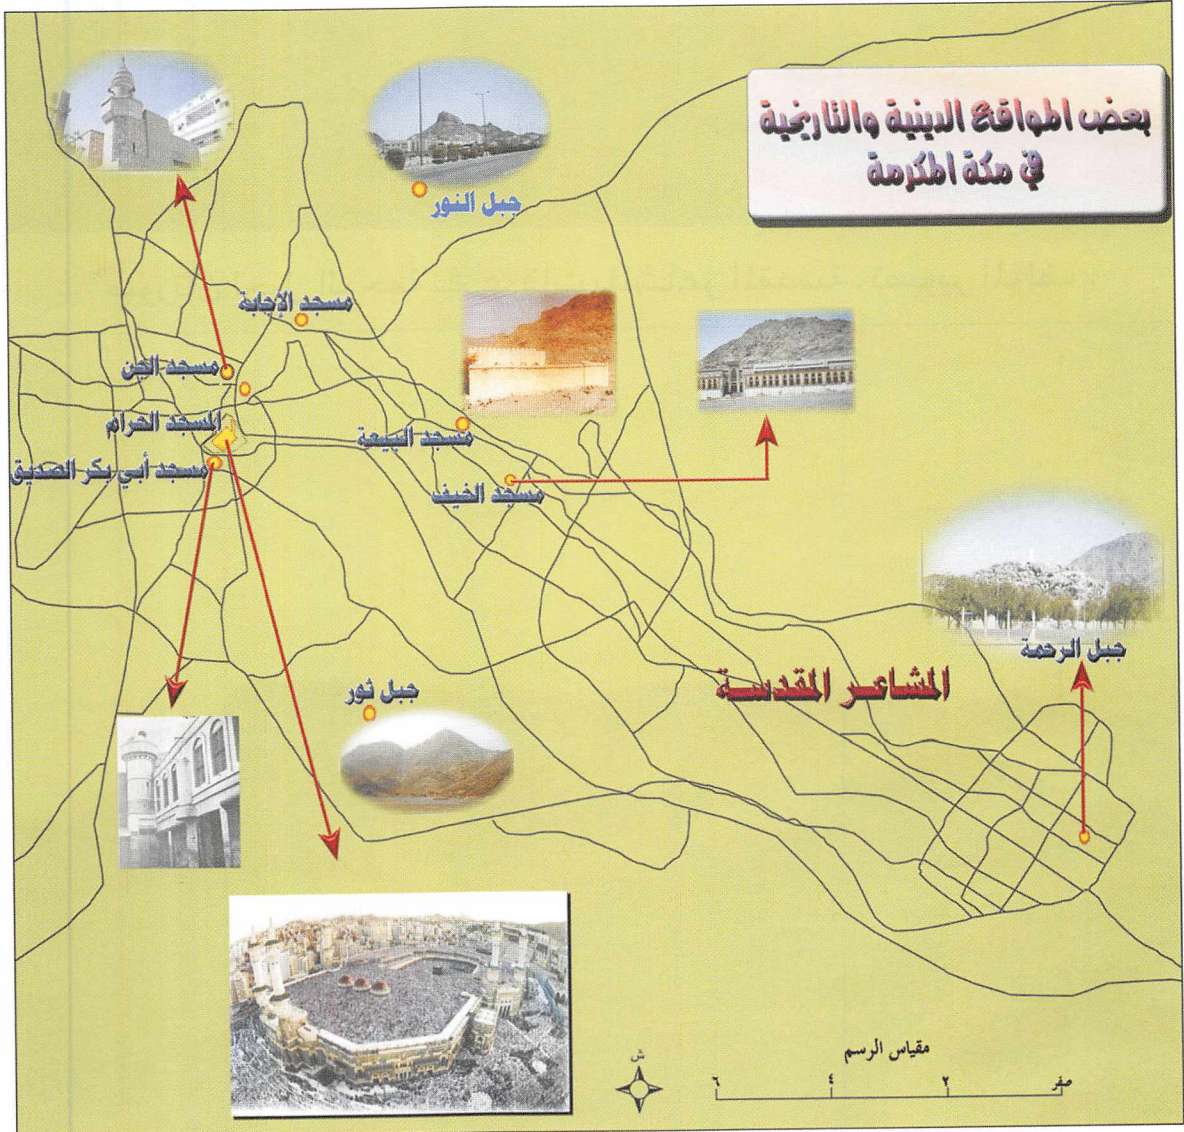 بعض المواقع الدينية والتاريخية
في مكة المكرمة
جبل النور
مسجد الإجابة
مسجد الجن
المسجد الحرام
مسجد البيعة
مسجد أبي بكر الصديق
مسجد الخيف
جبل الرحمة
المشاعر المقدسة
جبل ثور
مقياس الرسم
ش
صفر
٢
٤
٦